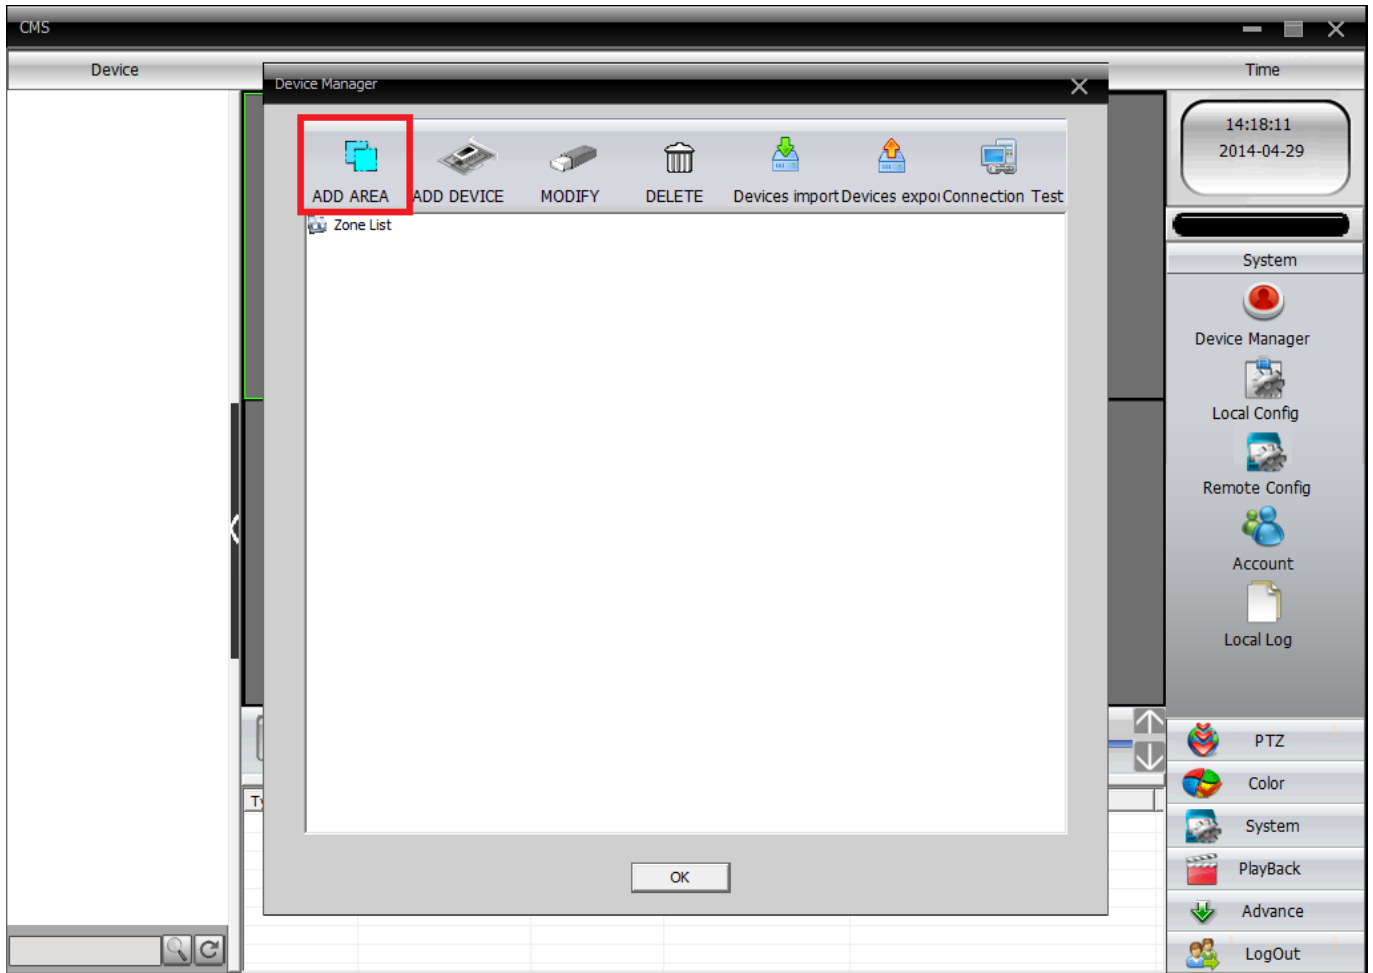 CMS
Device
Time
Device Manager
14:18:11
2014-04-29
ADD AREA
ADD DEVICE
MODIFY
DELETE
Devices import
Devices expor
Connection Test
Zone List
System
Device Manager
Local Config
Remote Config
Account
Local Log
PTZ
Color
System
PlayBack
Advance
LogOut
OK